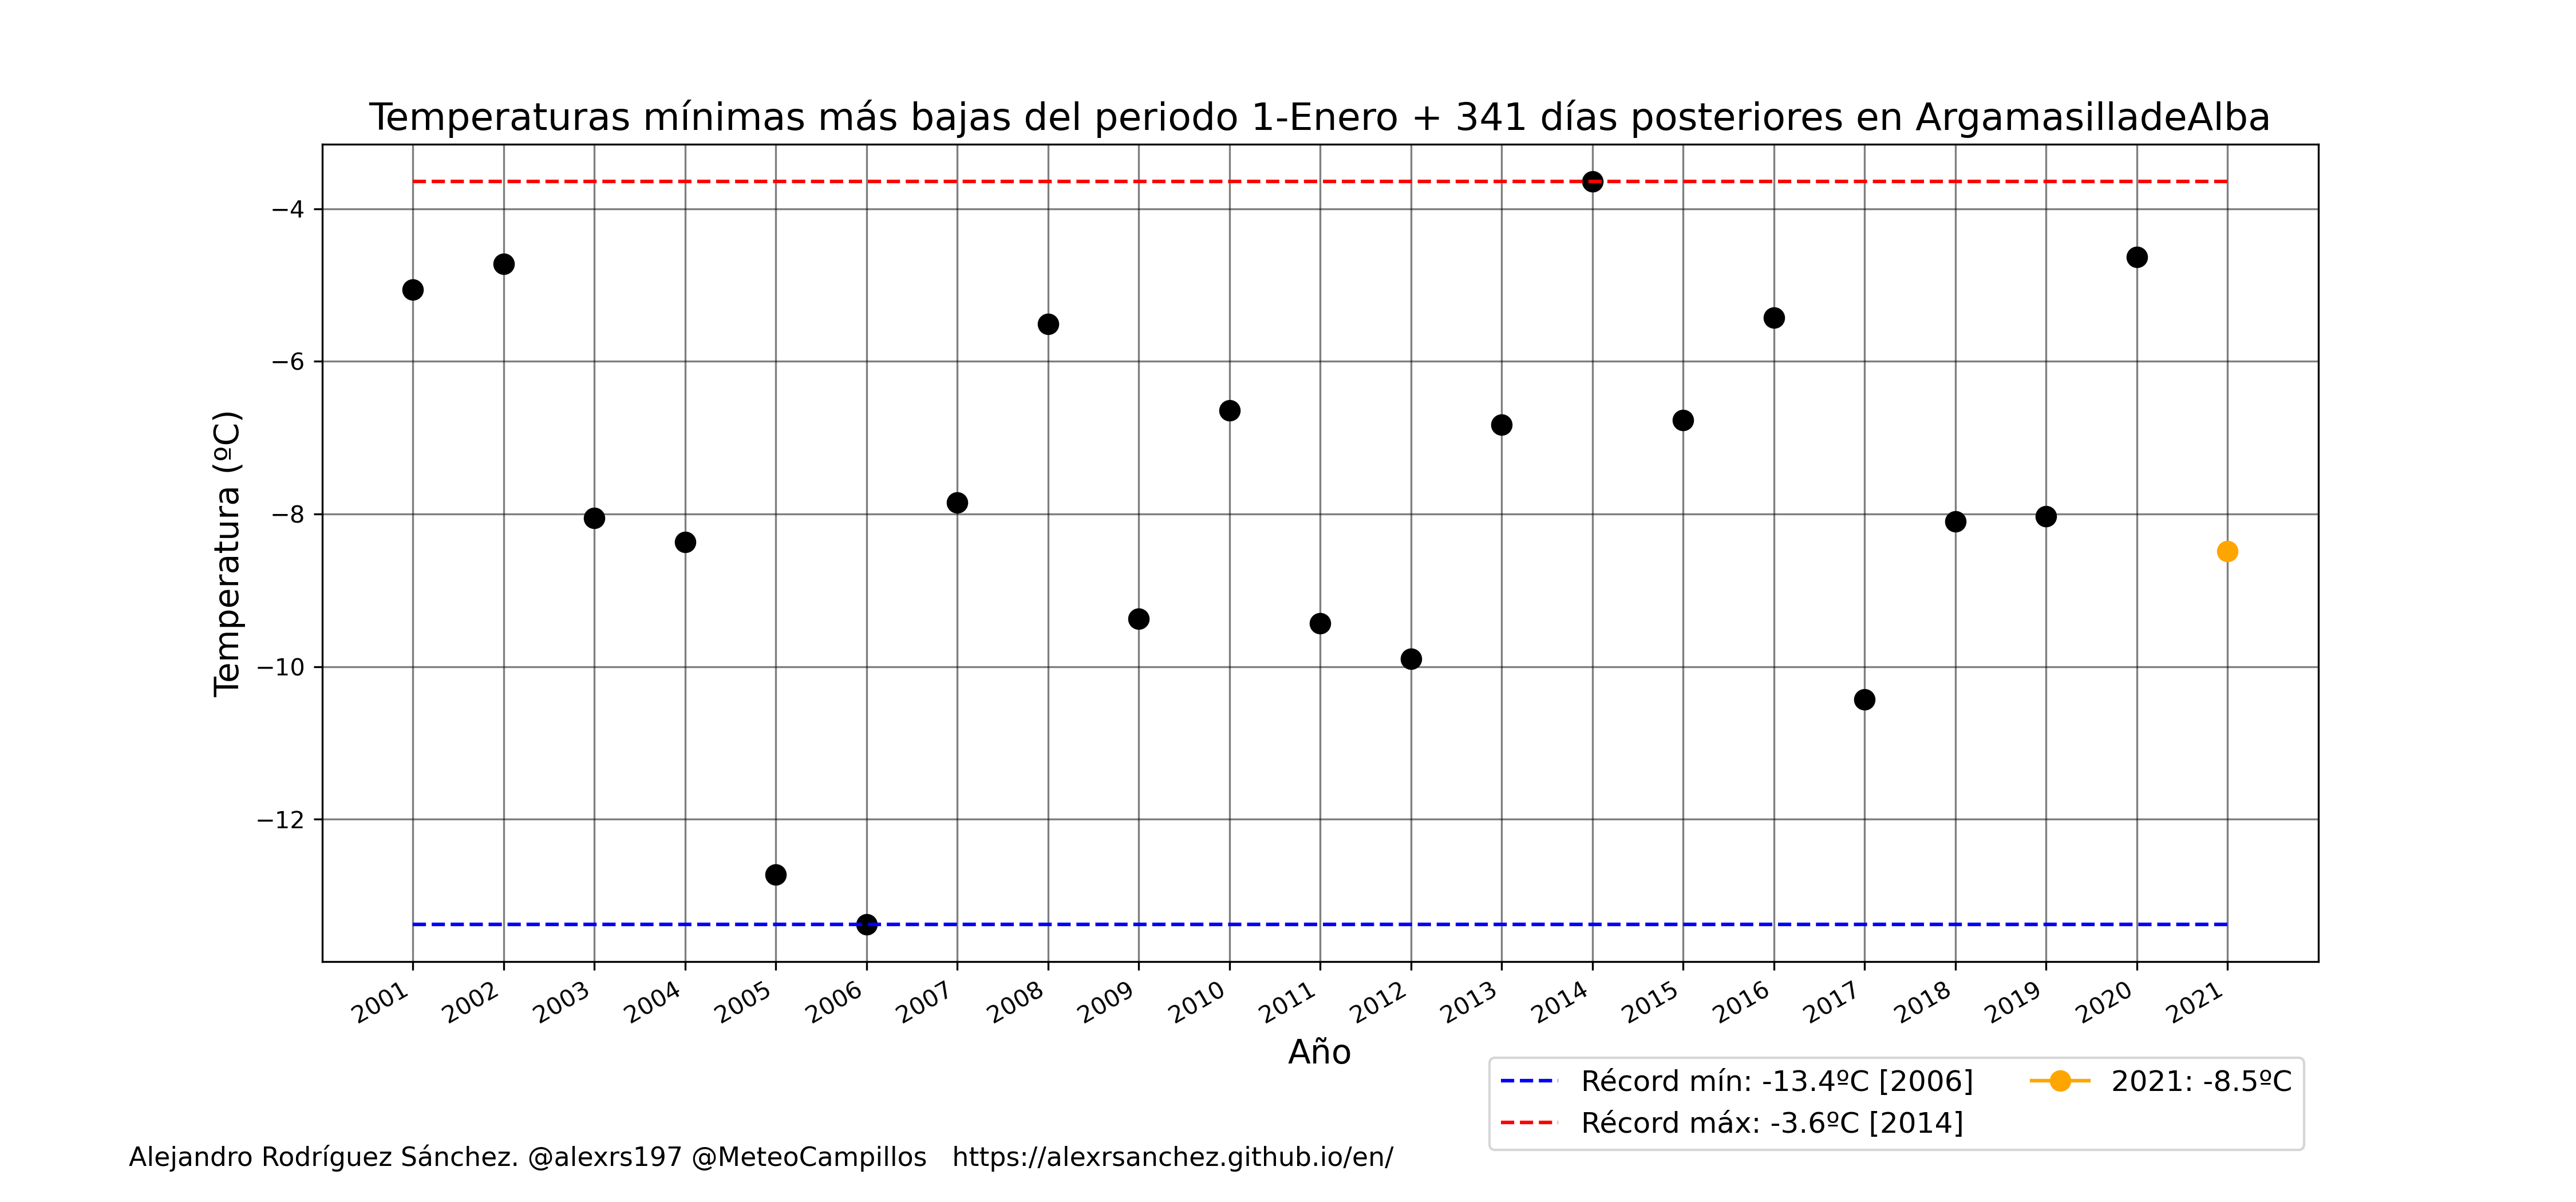 Temperaturas mínimas más bajas del periodo 1-Enero + 341 días posteriores en ArgamasilladeAlba
Temperatura (ºC)
−4
−6
−8
−10
−12
2001 2002 2003 2004 2005 2006 2007 2008 2009 2010 2011 2012 2013 2014 2015 2016 2017 2018 2019 2020 2021
Año
Récord mín: -13.4ºC [2006]
Récord máx: -3.6ºC [2014]
2021: -8.5ºC
Alejandro Rodríguez Sánchez. @alexrs197 @MeteoCampillos https://alexrsanchez.github.io/en/